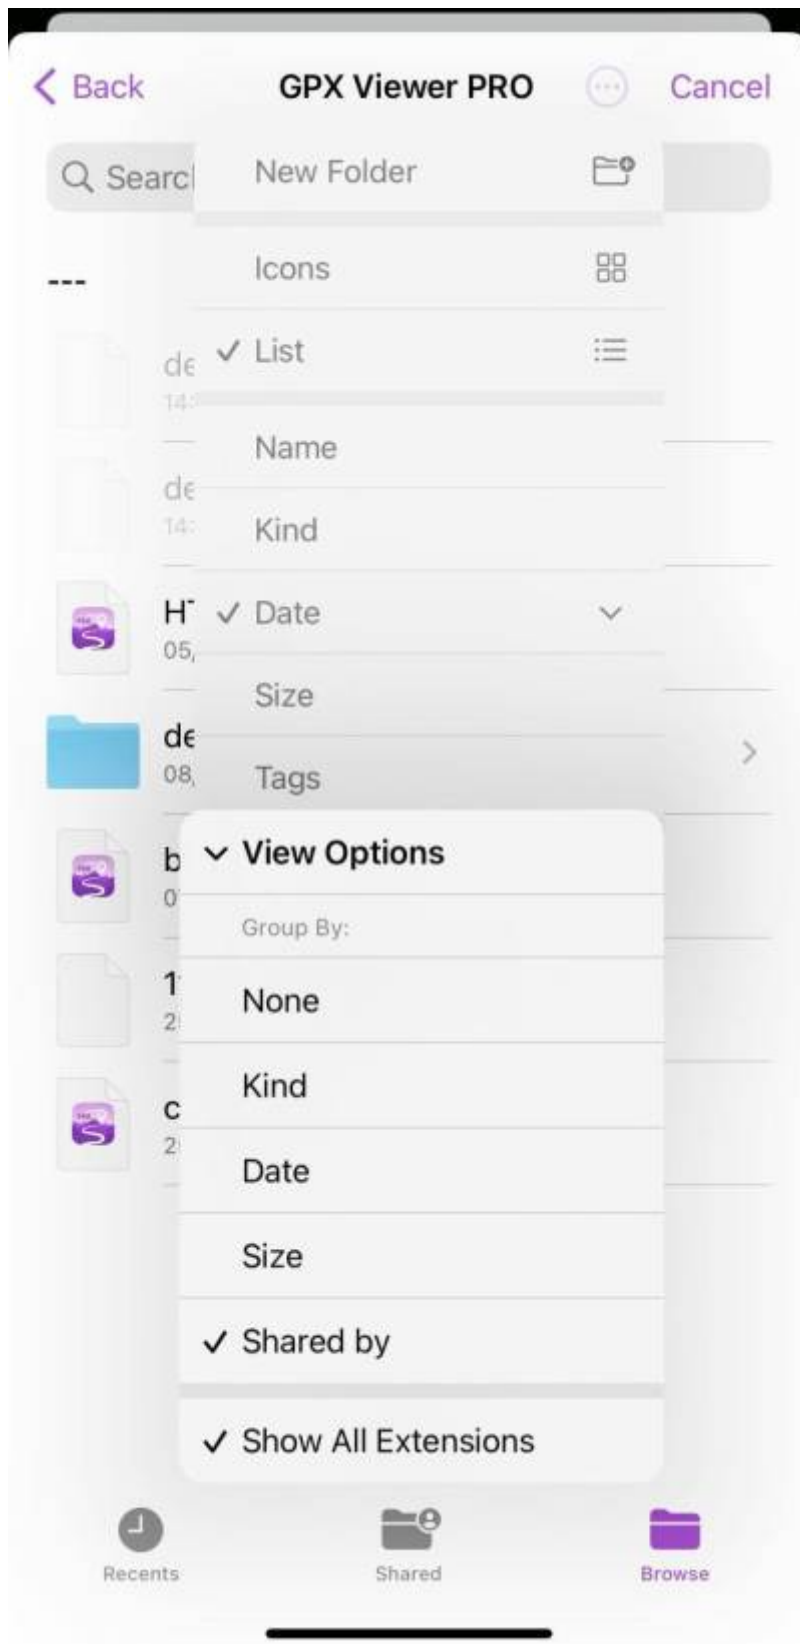 Back
GPX Viewer PRO
Cancel
New Folder
Icons
List
---
Name
Kind
Date
Size
Tags
View Options
Group By:
None
Kind
Date
Size
Shared by
Show All Extensions
Recents
Shared
Browse